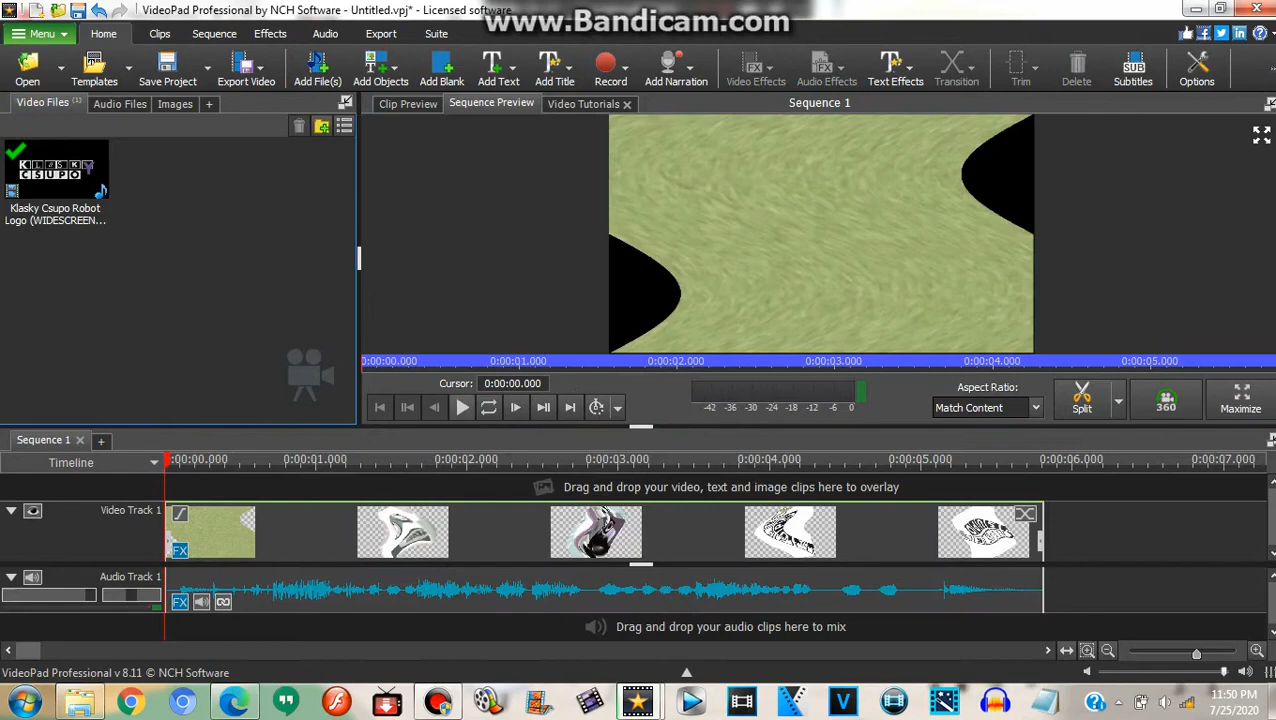 VideoPad Professional by NCH Software - Untitled.vpj* - Licensed software
www.Bandicam.com
Menu Home Clips Sequence Effects Audio Export Suite
Open Templates Save Project Export Video Add File(s) Add Objects Add Blank Add Text Add Title Record Add Narration Video Effects Audio Effects Text Effects Transition Trim Delete Subtitles Options
Video Files (1) Audio Files Images +
Clip Preview Sequence Preview Video Tutorials Sequence 1
KLASKY
CSUPO
Klasky Csupo Robot
Logo (WIDESCREEN...
0:00:00.000 0:00:01.000 0:00:02.000 0:00:03.000 0:00:04.000 0:00:05.000
Cursor: 0:00:00.000
-42 -36 -30 -24 -18 -12 -6 0
Aspect Ratio:
Match Content
Split
360
Maximize
Sequence 1
Timeline
:00:00.000 0:00:01.000 0:00:02.000 0:00:03.000 0:00:04.000 0:00:05.000 0:00:06.000 0:00:07.000
Drag and drop your video, text and image clips here to overlay
Video Track 1
FX
Audio Track 1
FX
Drag and drop your audio clips here to mix
VideoPad Professional v 8.11 © NCH Software
11:50 PM
7/25/2020